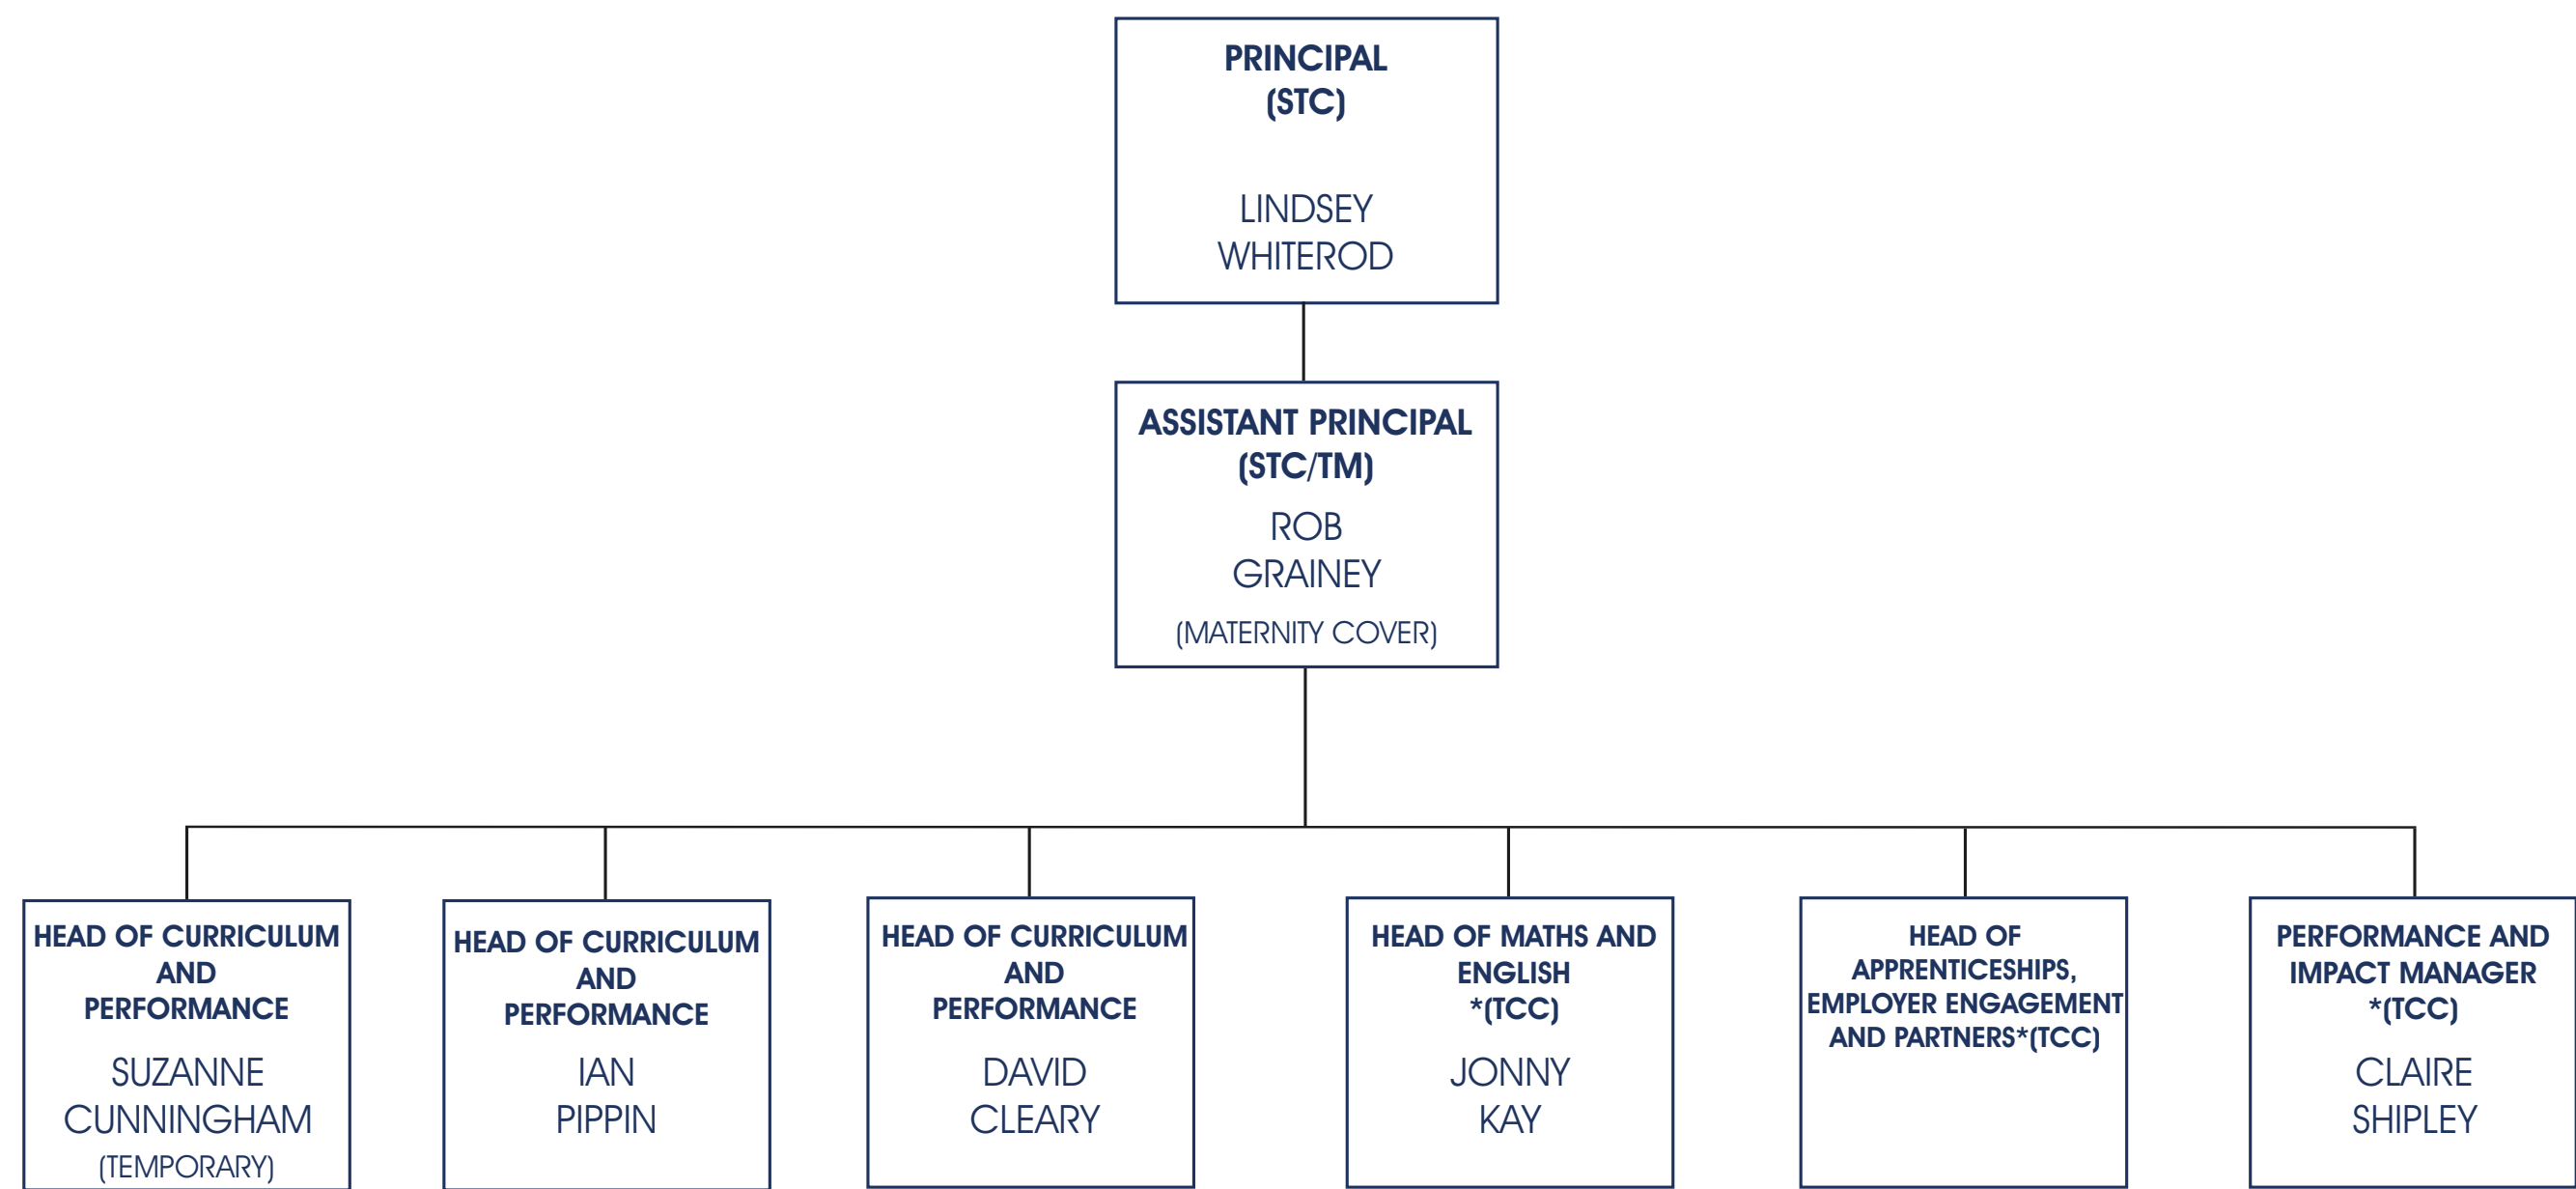 PRINCIPAL
(STC)
LINDSEY
WHITEROD
ASSISTANT PRINCIPAL
(STC/TM)
ROB
GRAINEY
(MATERNITY COVER)
HEAD OF CURRICULUM
AND
PERFORMANCE
SUZANNE
CUNNINGHAM
(TEMPORARY)
HEAD OF CURRICULUM
AND
PERFORMANCE
IAN
PIPPIN
HEAD OF CURRICULUM
AND
PERFORMANCE
DAVID
CLEARY
HEAD OF MATHS AND
ENGLISH
*(TCC)
JONNY
KAY
HEAD OF
APPRENTICESHIPS,
EMPLOYER ENGAGEMENT
AND PARTNERS*(TCC)
PERFORMANCE AND
IMPACT MANAGER
*(TCC)
CLAIRE
SHIPLEY